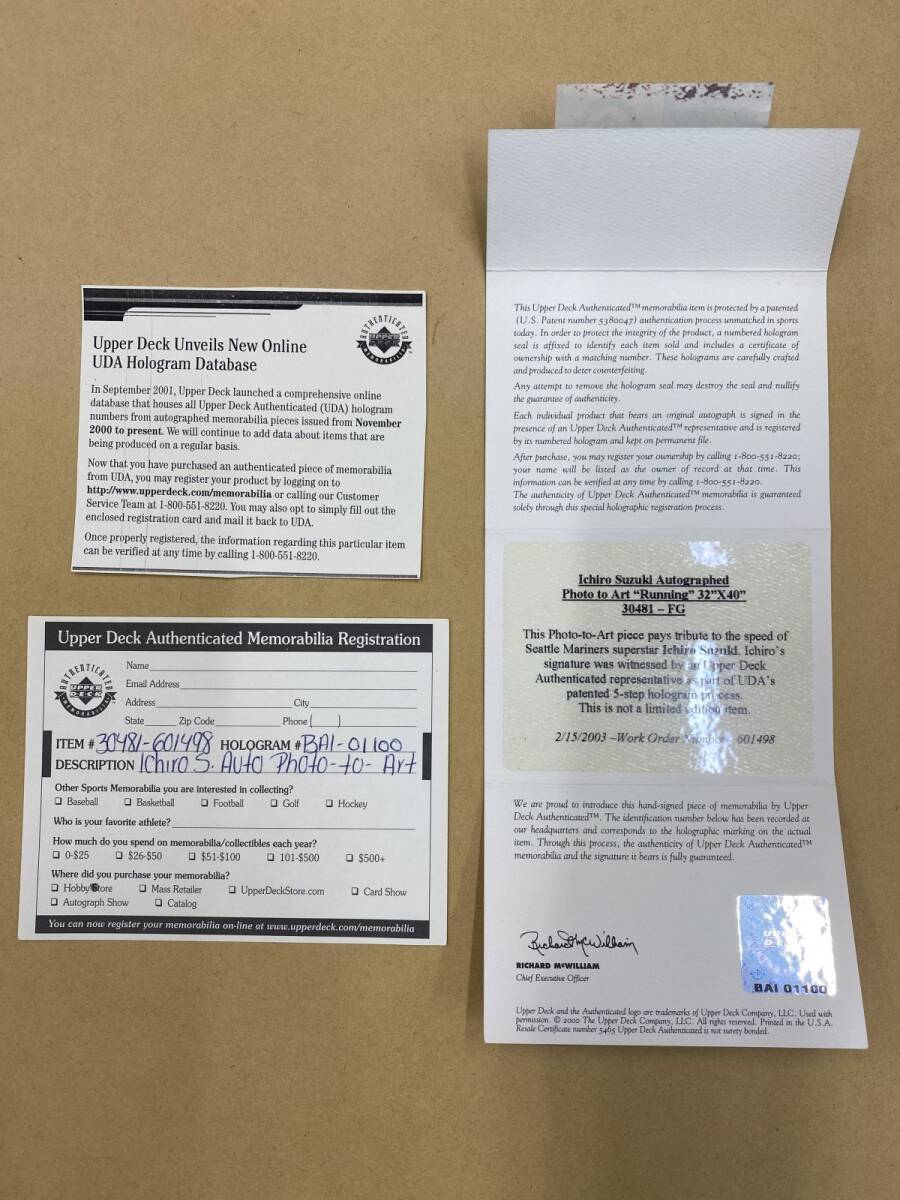 Upper Deck Unveils New Online
UDA Hologram Database
AUTHENTICATED
UPPER
DECK
MEMORABILIA
In September 2001, Upper Deck launched a comprehensive online
database that houses all Upper Deck Authenticated (UDA) hologram
numbers from autographed memorabilia pieces issued from November
2000 to present. We will continue to add data about items that are
being produced on a regular basis.
Now that you have purchased an authenticated piece of memorabilia
from UDA, you may register your product by logging on to
http://www.upperdeck.com/memorabilia or calling our Customer
Service Team at 1-800-551-8220. You may also opt to simply fill out the
enclosed registration card and mail it back to UDA.
Once properly registered, the information regarding this particular item
can be verified at any time by calling 1-800-551-8220.
Upper Deck Authenticated Memorabilia Registration
AUTHENTICATED
UPPER
DECK
MEMORABILIA
Name
Email Address
Address City
State Zip Code Phone ( )
ITEM # 30481-601498 HOLOGRAM # BAI-01100
DESCRIPTION Ichiro S. Auto Photo-to-Art
Other Sports Memorabilia you are interested in collecting?
Baseball Basketball Football Golf Hockey
Who is your favorite athlete?
How much do you spend on memorabilia/collectibles each year?
0-$25 $26-$50 $51-$100 101-$500 $500+
Where did you purchase your memorabilia?
Hobby Store Mass Retailer UpperDeckStore.com Card Show
Autograph Show Catalog
You can now register your memorabilia on-line at www.upperdeck.com/memorabilia
This Upper Deck Authenticated™ memorabilia item is protected by a patented
(U.S. Patent number 5380047) authentication process unmatched in sports
today. In order to protect the integrity of the product, a numbered hologram
seal is affixed to identify each item sold and includes a certificate of
ownership with a matching number. These holograms are carefully crafted
and produced to deter counterfeiting.
Any attempt to remove the hologram seal may destroy the seal and nullify
the guarantee of authenticity.
Each individual product that bears an original autograph is signed in the
presence of an Upper Deck Authenticated™ representative and is registered
by its numbered hologram and kept on permanent file.
After purchase, you may register your ownership by calling 1-800-551-8220;
your name will be listed as the owner of record at that time. This
information can be verified at any time by calling 1-800-551-8220.
The authenticity of Upper Deck Authenticated™ memorabilia is guaranteed
solely through this special holographic registration process.
Ichiro Suzuki Autographed
Photo to Art “Running” 32”X40”
30481 – FG
This Photo-to-Art piece pays tribute to the speed of
Seattle Mariners superstar Ichiro Suzuki. Ichiro's
signature was witnessed by an Upper Deck
Authenticated representative as part of UDA's
patented 5-step hologram process.
This is not a limited edition item.
2/15/2003 –Work Order Number – 601498
We are proud to introduce this hand-signed piece of memorabilia by Upper
Deck Authenticated™. The identification number below has been recorded at
our headquarters and corresponds to the holographic marking on the actual
item. Through this process, the authenticity of Upper Deck Authenticated™
memorabilia and the signature it bears is fully guaranteed.
Richard McWilliam
RICHARD McWILLIAM
Chief Executive Officer
UPPER
DECK
BAI 01100
Upper Deck and the Authenticated logo are trademarks of Upper Deck Company, LLC. Used with
permission. © 2000 The Upper Deck Company, LLC. All rights reserved. Printed in the U.S.A.
Resale Certificate number 5465 Upper Deck Authenticated is not surety bonded.